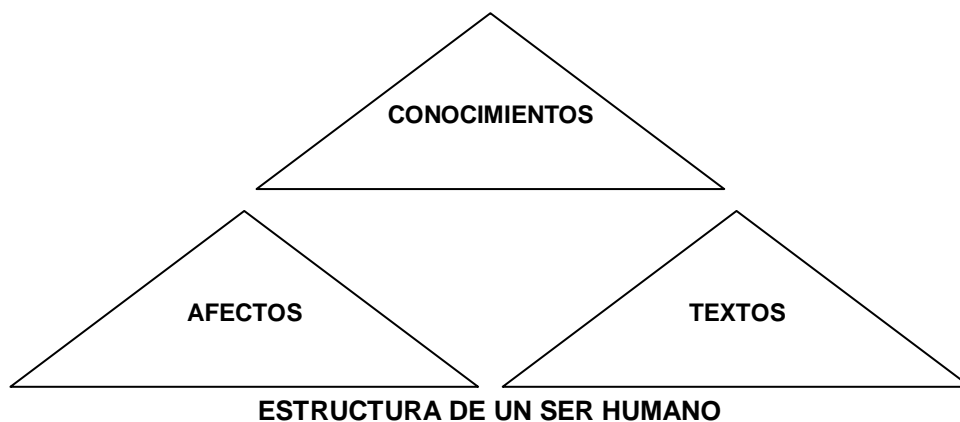 CONOCIMIENTOS
AFECTOS
TEXTOS
ESTRUCTURA DE UN SER HUMANO